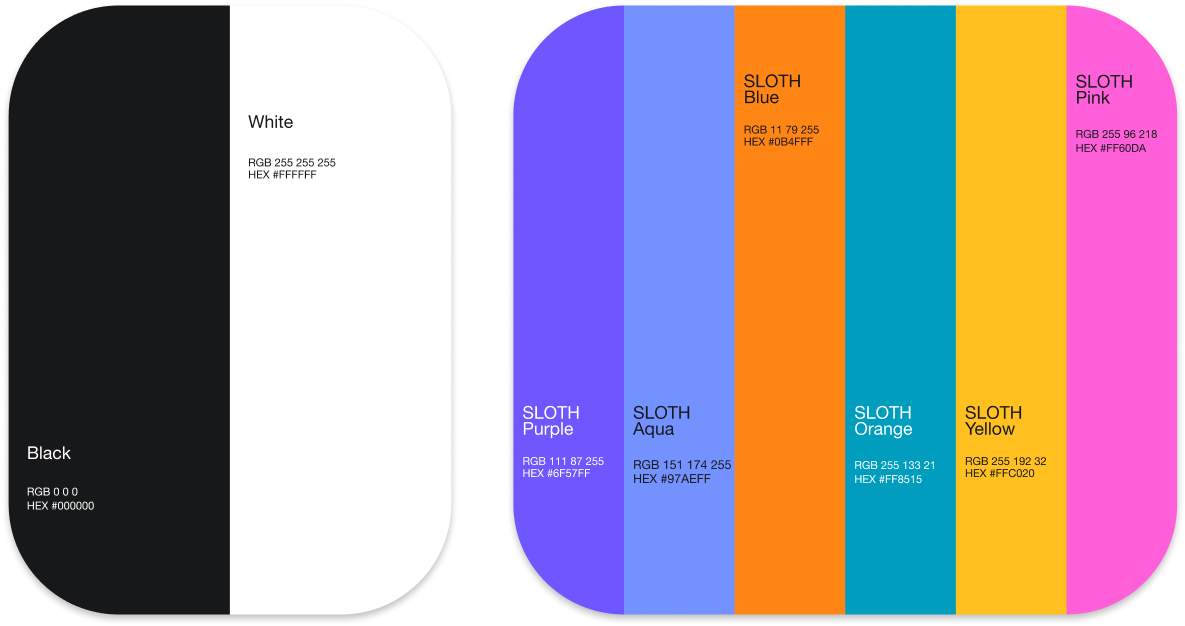 Black
RGB 0 0 0
HEX #000000
White
RGB 255 255 255
HEX #FFFFFF
SLOTH
Purple
RGB 111 87 255
HEX #6F57FF
SLOTH
Aqua
RGB 151 174 255
HEX #97AEFF
SLOTH
Blue
RGB 11 79 255
HEX #0B4FFF
SLOTH
Orange
RGB 255 133 21
HEX #FF8515
SLOTH
Yellow
RGB 255 192 32
HEX #FFC020
SLOTH
Pink
RGB 255 96 218
HEX #FF60DA